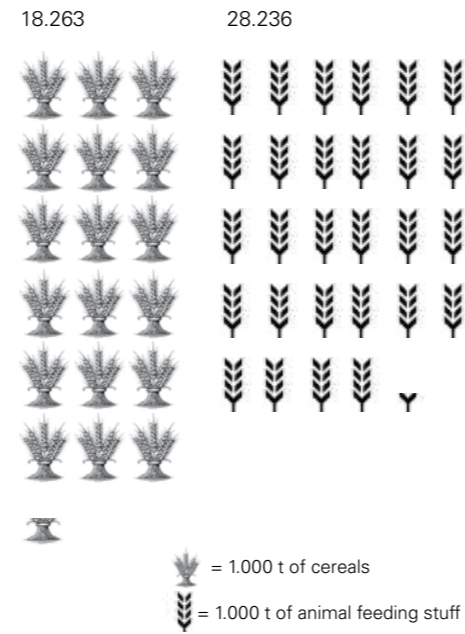 18.263
28.236
= 1.000 t of cereals
= 1.000 t of animal feeding stuff